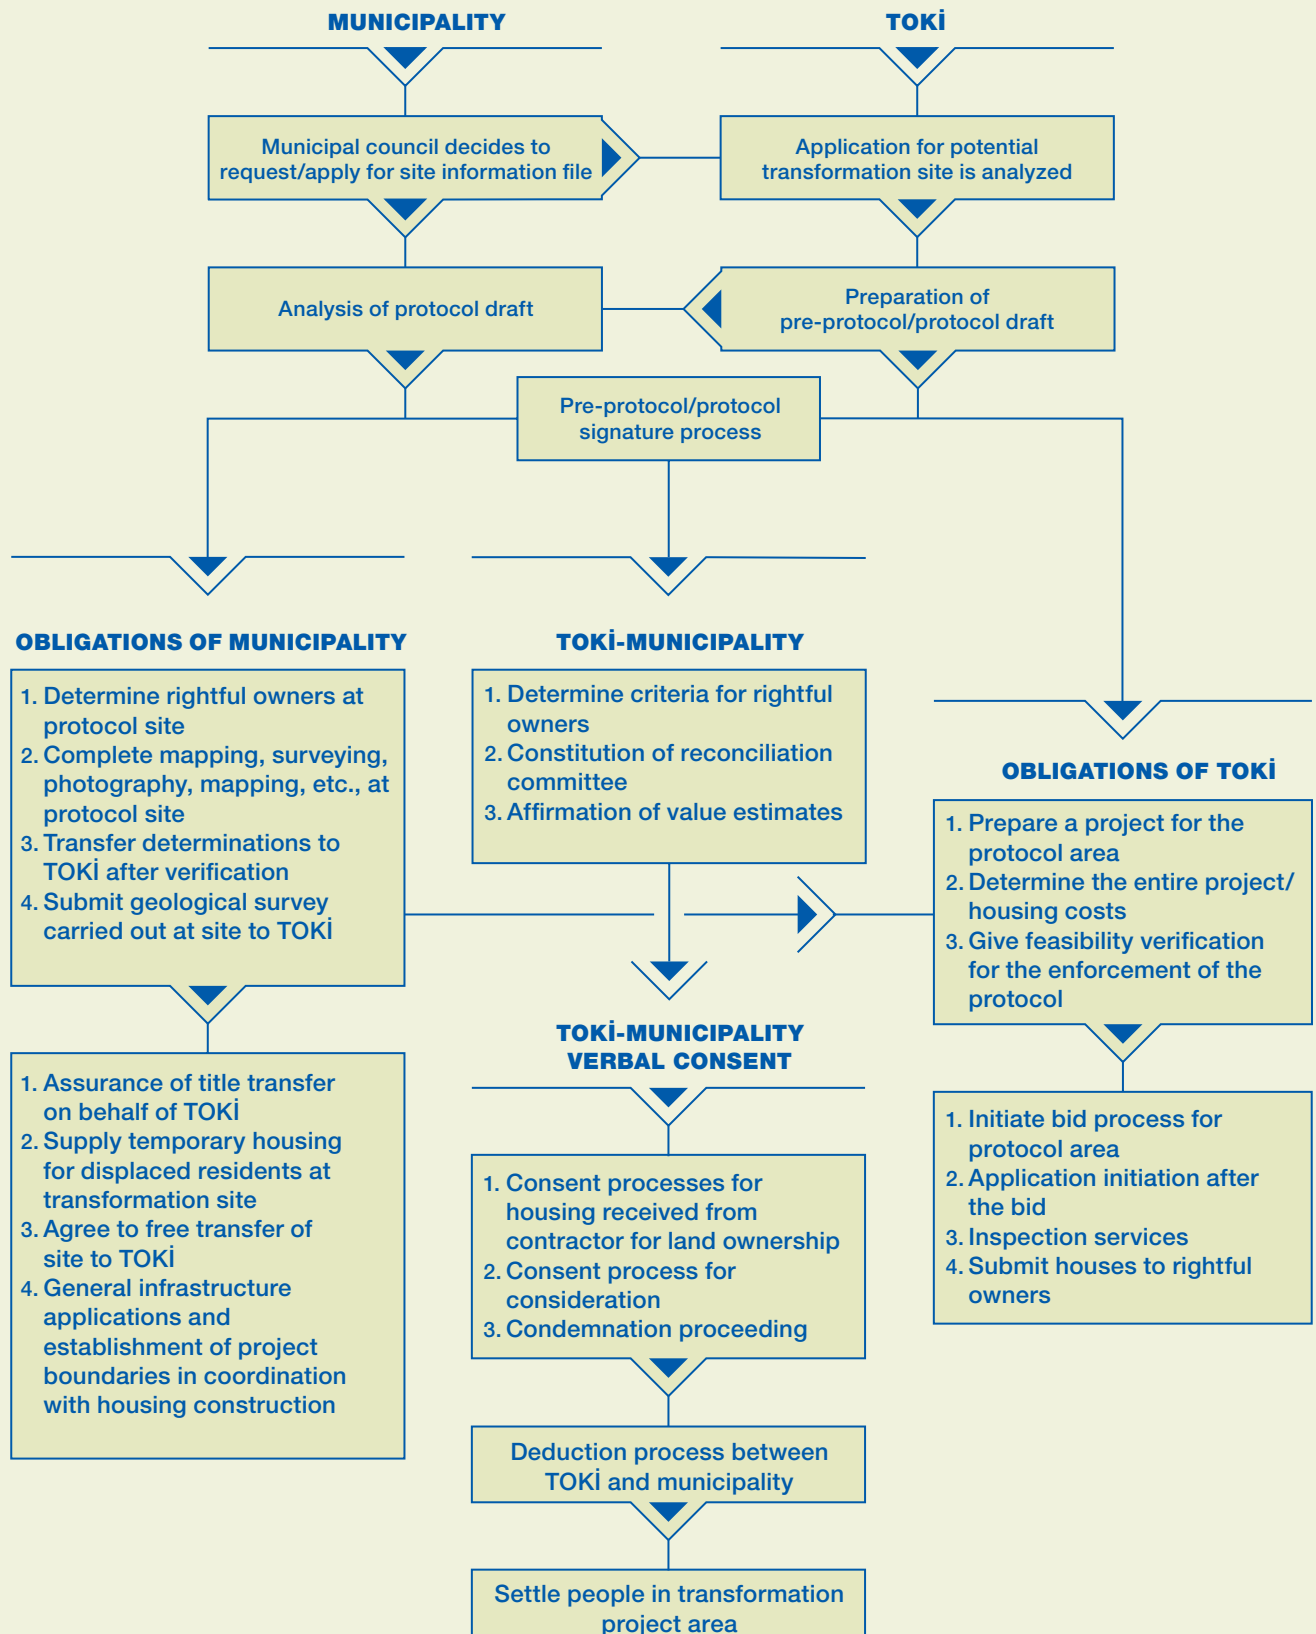 MUNICIPALITY
TOKİ
Municipal council decides to
request/apply for site information file
Application for potential
transformation site is analyzed
Analysis of protocol draft
Preparation of
pre-protocol/protocol draft
Pre-protocol/protocol
signature process
OBLIGATIONS OF MUNICIPALITY
1. Determine rightful owners at
protocol site
2. Complete mapping, surveying,
photography, mapping, etc., at
protocol site
3. Transfer determinations to
TOKİ after verification
4. Submit geological survey
carried out at site to TOKİ
1. Assurance of title transfer
on behalf of TOKİ
2. Supply temporary housing
for displaced residents at
transformation site
3. Agree to free transfer of
site to TOKİ
4. General infrastructure
applications and
establishment of project
boundaries in coordination
with housing construction
TOKİ-MUNICIPALITY
1. Determine criteria for rightful
owners
2. Constitution of reconciliation
committee
3. Affirmation of value estimates
TOKİ-MUNICIPALITY
VERBAL CONSENT
1. Consent processes for
housing received from
contractor for land ownership
2. Consent process for
consideration
3. Condemnation proceeding
Deduction process between
TOKİ and municipality
Settle people in transformation
project area
OBLIGATIONS OF TOKİ
1. Prepare a project for the
protocol area
2. Determine the entire project/
housing costs
3. Give feasibility verification
for the enforcement of the
protocol
1. Initiate bid process for
protocol area
2. Application initiation after
the bid
3. Inspection services
4. Submit houses to rightful
owners